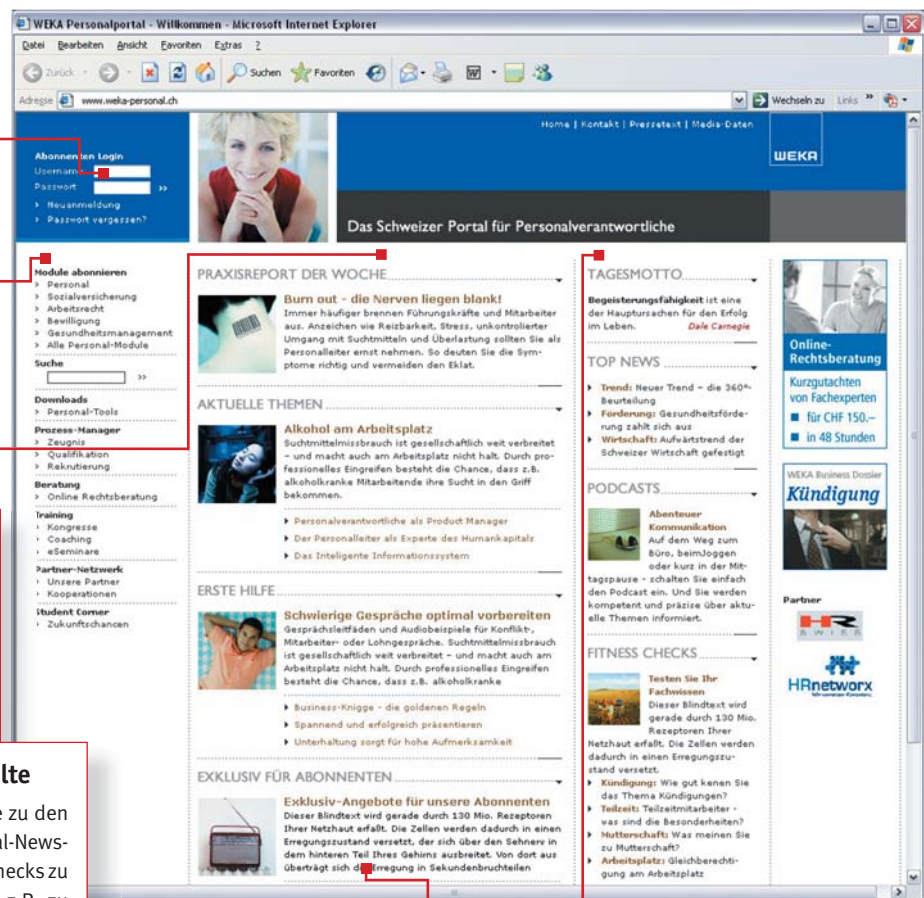 WEKA Personalportal - Willkommen - Microsoft Internet Explorer
Datei Bearbeiten Ansicht Favoriten Extras ?
Zurück Suchen Favoriten
Adresse www.weka-personal.ch Wechseln zu Links »
Home | Kontakt | Pressetext | Media-Daten
WEKA
Abonnenten Login
Username
Passwort »
› Neuanmeldung
› Passwort vergessen?
Das Schweizer Portal für Personalverantwortliche
Module abonnieren
› Personal
› Sozialversicherung
› Arbeitsrecht
› Bewilligung
› Gesundheitsmanagement
› Alle Personal-Module
Suche
»
Downloads
› Personal-Tools
Prozess-Manager
› Zeugnis
› Qualifikation
› Rekrutierung
Beratung
› Online Rechtsberatung
Training
› Kongresse
› Coaching
› eSeminare
Partner-Netzwerk
› Unsere Partner
› Kooperationen
Student Corner
› Zukunftschancen
PRAXISREPORT DER WOCHE
Burn out - die Nerven liegen blank!
Immer häufiger brennen Führungskräfte und Mitarbeiter
aus. Anzeichen wie Reizbarkeit, Stress, unkontrolierter
Umgang mit Suchtmitteln und Überlastung sollten Sie als
Personalleiter ernst nehmen. So deuten Sie die Sym-
ptome richtig und vermeiden den Eklat.
AKTUELLE THEMEN
Alkohol am Arbeitsplatz
Suchtmittelmissbrauch ist gesellschaftlich weit verbreitet
– und macht auch am Arbeitsplatz nicht halt. Durch pro-
fessionelles Eingreifen besteht die Chance, dass z.B.
alkoholkranke Mitarbeitende ihre Sucht in den Griff
bekommen.
Personalverantwortliche als Product Manager
Der Personalleiter als Experte des Humankapitals
Das Inteligente Informationssystem
ERSTE HILFE
Schwierige Gespräche optimal vorbereiten
Gesprächsleitfäden und Audiobeispiele für Konflikt-,
Mitarbeiter- oder Lohngespräche. Suchtmittelmissbrauch
ist gesellschaftlich weit verbreitet – und macht auch am
Arbeitsplatz nicht halt. Durch professionelles Eingreifen
besteht die Chance, dass z.B. alkoholkranke
Business-Knigge - die goldenen Regeln
Spannend und erfolgreich präsentieren
Unterhaltung sorgt für hohe Aufmerksamkeit
EXKLUSIV FÜR ABONNENTEN
Exklusiv-Angebote für unsere Abonnenten
Dieser Blindtext wird gerade durch 130 Mio. Rezeptoren
Ihrer Netzhaut erfaßt. Die Zellen werden dadurch in einen
Erregungszustand versetzt, der sich über den Sehnerv in
dem hinteren Teil Ihres Gehirns ausbreitet. Von dort aus
überträgt sich die Erregung in Sekundenbruchteilen
TAGESMOTTO
Begeisterungsfähigkeit ist eine
der Hauptursachen für den Erfolg
im Leben. Dale Carnegie
TOP NEWS
Trend: Neuer Trend – die 360°-
Beurteilung
Förderung: Gesundheitsförde-
rung zahlt sich aus
Wirtschaft: Aufwärtstrend der
Schweizer Wirtschaft gefestigt
PODCASTS
Abenteuer
Kommunikation
Auf dem Weg zum
Büro, beimJoggen
oder kurz in der Mit-
tagspause - schalten Sie einfach
den Podcast ein. Und Sie werden
kompetent und präzise über aktu-
elle Themen informiert.
FITNESS CHECKS
Testen Sie Ihr
Fachwissen
Dieser Blindtext wird
gerade durch 130 Mio.
Rezeptoren Ihrer
Netzhaut erfaßt. Die Zellen werden
dadurch in einen Erregungszu-
stand versetzt.
Kündigung: Wie gut kenen Sie
das Thema Kündigungen?
Teilzeit: Teilzeitmitarbeiter -
was sind die Besonderheiten?
Mutterschaft: Was meinen Sie
zu Mutterschaft?
Arbeitsplatz: Gleichberechti-
gung am Arbeitsplatz
Online-
Rechtsberatung
Kurzgutachten
von Fachexperten
■ für CHF 150.–
■ in 48 Stunden
WEKA Business Dossier
Kündigung
Partner
HR
SWISS
HRnetworx
lte
e zu den
al-News-
hecks zu